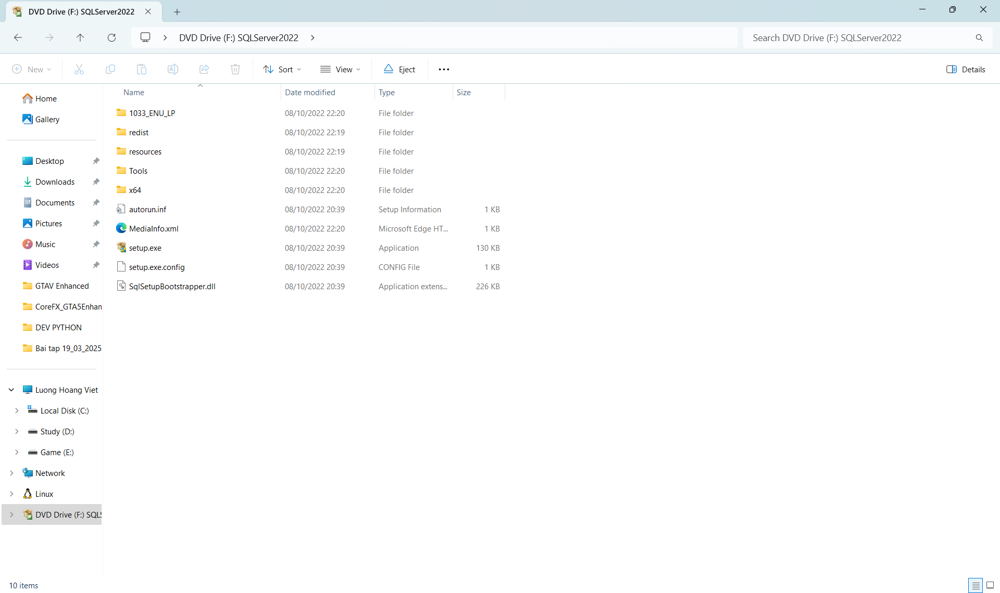 DVD Drive (F:) SQLServer2022
DVD Drive (F:) SQLServer2022
Search DVD Drive (F:) SQLServer2022
New
Sort
View
Eject
Details
Name Date modified Type Size
1033_ENU_LP 08/10/2022 22:20 File folder
redist 08/10/2022 22:19 File folder
resources 08/10/2022 22:19 File folder
Tools 08/10/2022 22:20 File folder
x64 08/10/2022 22:20 File folder
autorun.inf 08/10/2022 20:39 Setup Information 1 KB
MediaInfo.xml 08/10/2022 22:20 Microsoft Edge HT... 1 KB
setup.exe 08/10/2022 20:39 Application 130 KB
setup.exe.config 08/10/2022 20:39 CONFIG File 1 KB
SqlSetupBootstrapper.dll 08/10/2022 20:39 Application extens... 226 KB
Home
Gallery
Desktop
Downloads
Documents
Pictures
Music
Videos
GTAV Enhanced
CoreFX_GTA5Enhan
DEV PYTHON
Bai tap 19_03_2025
Luong Hoang Viet
Local Disk (C:)
Study (D:)
Game (E:)
Network
Linux
DVD Drive (F:) SQLS
10 items